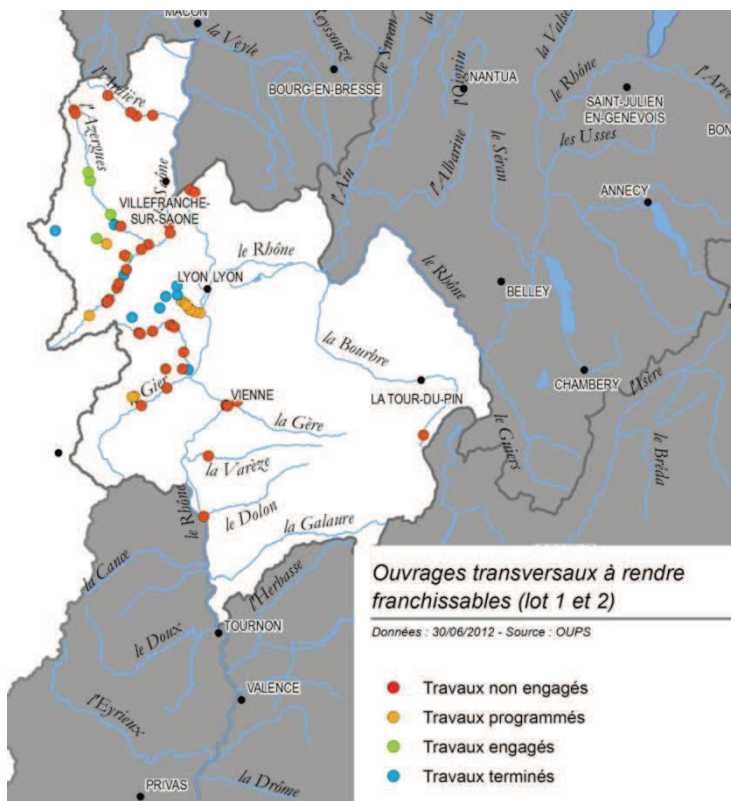 MACON
la Veyle
Reyssouze
le Suran
la Valserine
l'Oignin
NANTUA
BOURG-EN-BRESSE
le Rhône
SAINT-JULIEN
EN-GENEVOIS
l'Arve
l'Ardière
l'Azergues
les Usses
BON
le Séran
l'Albarine
l'Ain
la Saône
VILLEFRANCHE-
SUR-SAONE
ANNECY
le Rhône
LYON LYON
le Rhône
BELLEY
la Bourbre
CHAMBERY
l'Isère
LA TOUR-DU-PIN
le Gier
VIENNE
la Gère
le Guiers
le Bréda
la Varèze
le Rhône
le Dolon
la Galaure
la Cance
l'Herbasse
le Doux
TOURNON
VALENCE
l'Eyrieux
la Drôme
PRIVAS
Ouvrages transversaux à rendre
franchissables (lot 1 et 2)
Données : 30/06/2012 - Source : OUPS
Travaux non engagés
Travaux programmés
Travaux engagés
Travaux terminés